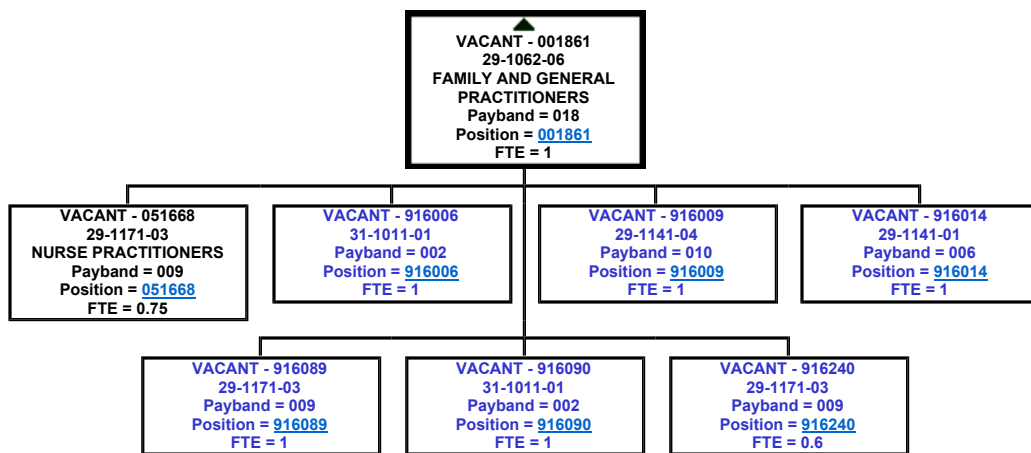 VACANT - 001861
29-1062-06
FAMILY AND GENERAL
PRACTITIONERS
Payband = 018
Position = 001861
FTE = 1
VACANT - 051668
29-1171-03
NURSE PRACTITIONERS
Payband = 009
Position = 051668
FTE = 0.75
VACANT - 916006
31-1011-01
Payband = 002
Position = 916006
FTE = 1
VACANT - 916009
29-1141-04
Payband = 010
Position = 916009
FTE = 1
VACANT - 916014
29-1141-01
Payband = 006
Position = 916014
FTE = 1
VACANT - 916089
29-1171-03
Payband = 009
Position = 916089
FTE = 1
VACANT - 916090
31-1011-01
Payband = 002
Position = 916090
FTE = 1
VACANT - 916240
29-1171-03
Payband = 009
Position = 916240
FTE = 0.6